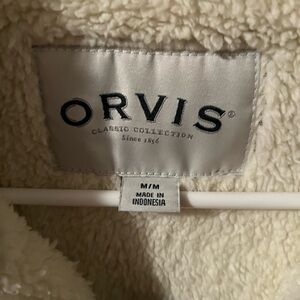 ORVIS®
CLASSIC COLLECTION
Since 1856
M/M
MADE IN
INDONESIA